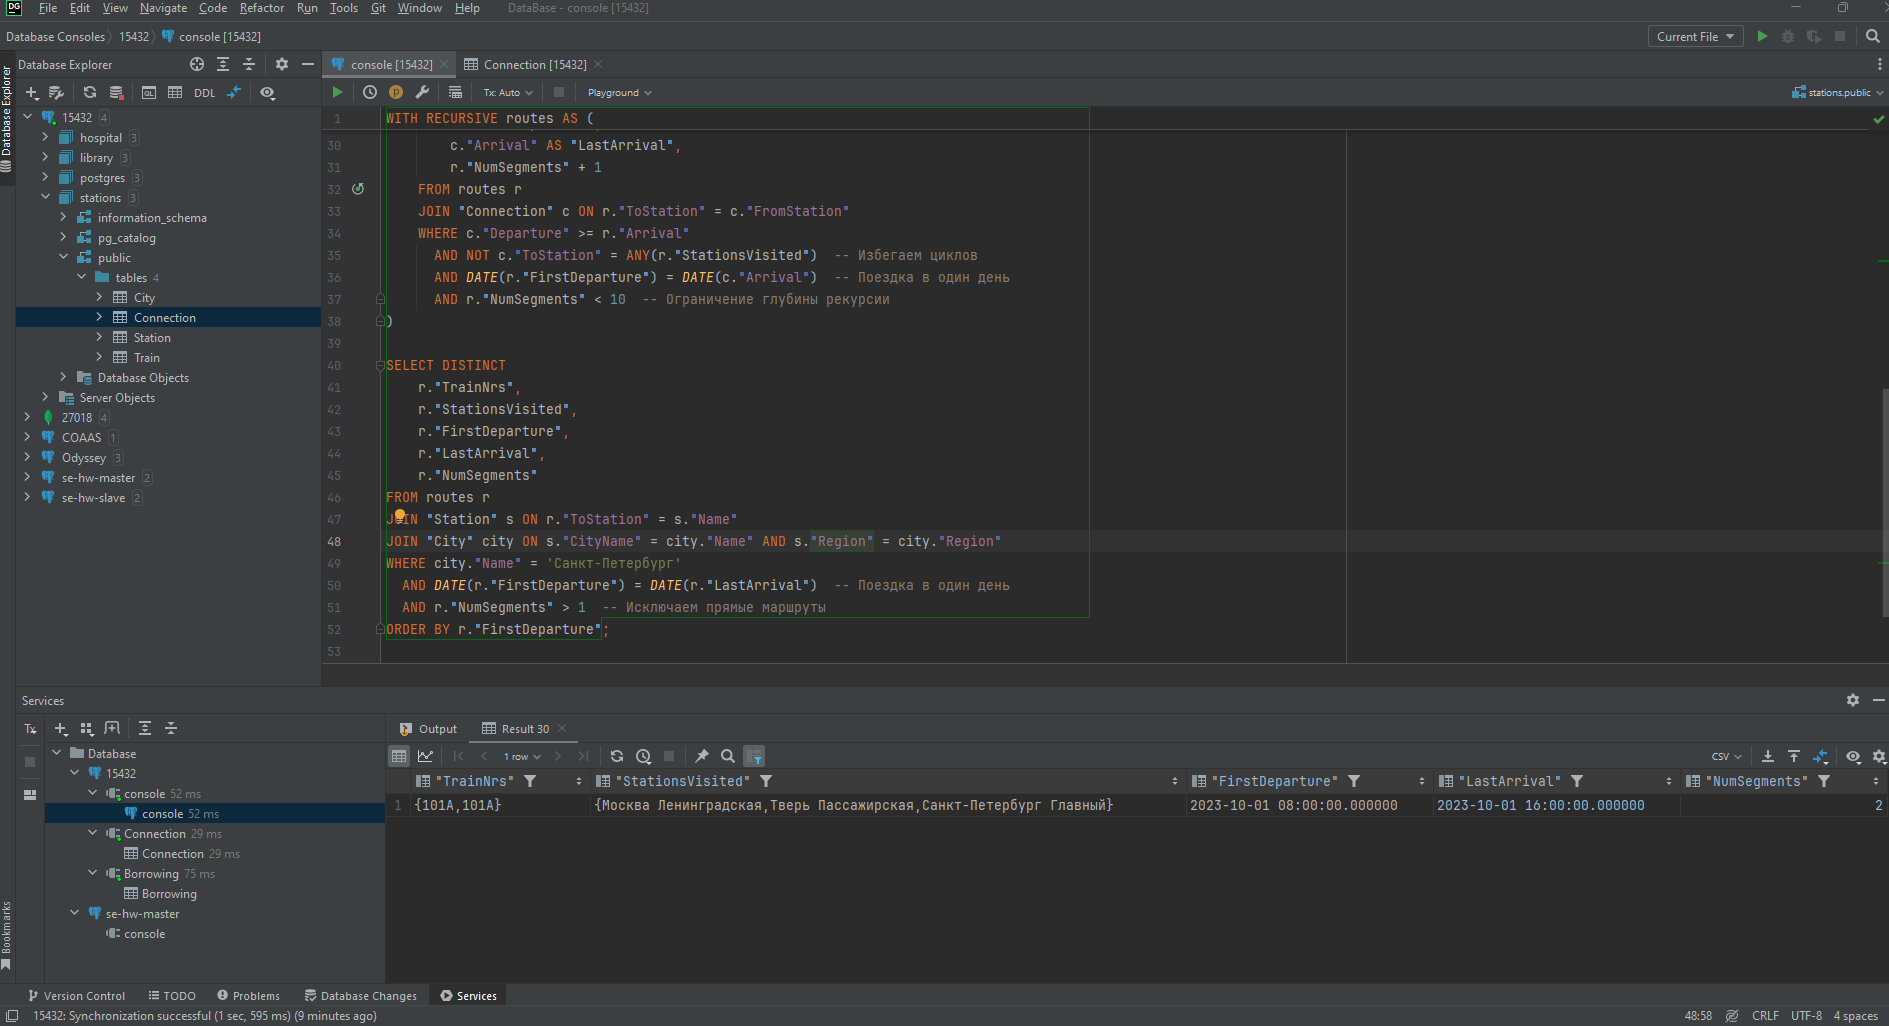 DG File Edit View Navigate Code Refactor Run Tools Git Window Help DataBase - console [15432]
Database Consoles 15432 console [15432] Current File
Database Explorer console [15432] Connection [15432]
Database Explorer
DDL Tx: Auto Playground stations.public
15432 4
hospital 3
library 3
postgres 3
stations 3
information_schema
pg_catalog
public
tables 4
City
Connection
Station
Train
Database Objects
Server Objects
27018 4
COAAS 1
Odyssey 3
se-hw-master 2
se-hw-slave 2
1 WITH RECURSIVE routes AS (
30 c."Arrival" AS "LastArrival",
31 r."NumSegments" + 1
32 FROM routes r
33 JOIN "Connection" c ON r."ToStation" = c."FromStation"
34 WHERE c."Departure" >= r."Arrival"
35 AND NOT c."ToStation" = ANY(r."StationsVisited") -- Избегаем циклов
36 AND DATE(r."FirstDeparture") = DATE(c."Arrival") -- Поездка в один день
37 AND r."NumSegments" < 10 -- Ограничение глубины рекурсии
38 )
39
40 SELECT DISTINCT
41 r."TrainNrs",
42 r."StationsVisited",
43 r."FirstDeparture",
44 r."LastArrival",
45 r."NumSegments"
46 FROM routes r
47 JOIN "Station" s ON r."ToStation" = s."Name"
48 JOIN "City" city ON s."CityName" = city."Name" AND s."Region" = city."Region"
49 WHERE city."Name" = 'Санкт-Петербург'
50 AND DATE(r."FirstDeparture") = DATE(r."LastArrival") -- Поездка в один день
51 AND r."NumSegments" > 1 -- Исключаем прямые маршруты
52 ORDER BY r."FirstDeparture";
53
Services
Tx
Database
15432
console 52 ms
console 52 ms
Connection 29 ms
Connection 29 ms
Borrowing 75 ms
Borrowing
se-hw-master
console
Output Result 30
1 row CSV
"TrainNrs" "StationsVisited" "FirstDeparture" "LastArrival" "NumSegments"
1 {101A,101A} {Москва Ленинградская,Тверь Пассажирская,Санкт-Петербург Главный} 2023-10-01 08:00:00.000000 2023-10-01 16:00:00.000000 2
Bookmarks
Version Control TODO Problems Database Changes Services
15432: Synchronization successful (1 sec, 595 ms) (9 minutes ago) 48:58 CRLF UTF-8 4 spaces